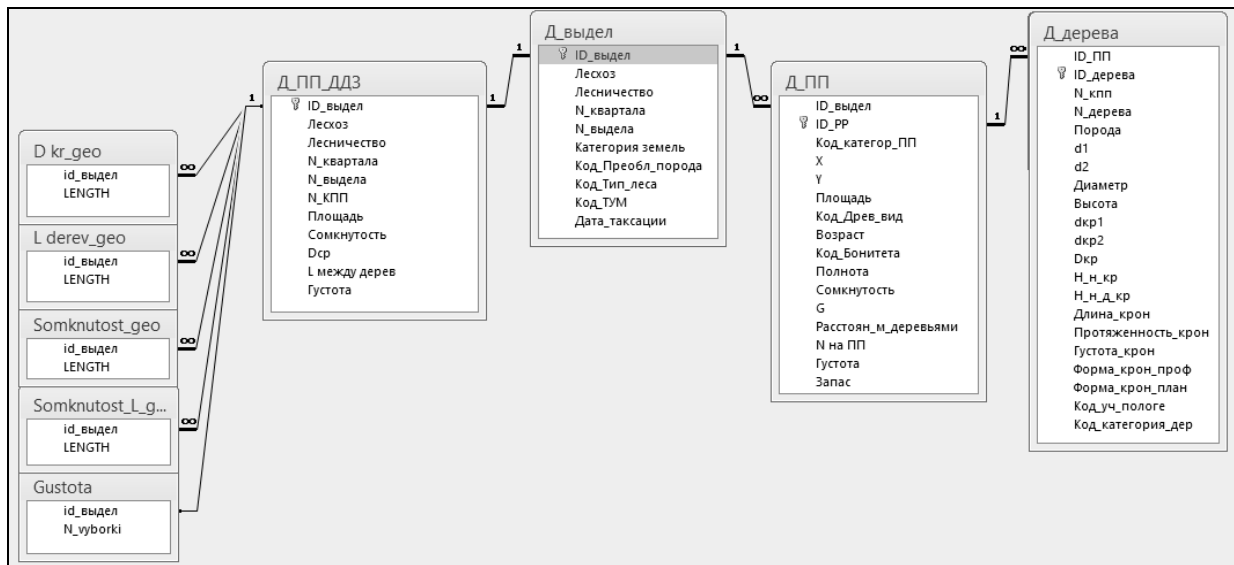 D kr_geo
id_выдел
LENGTH
L derev_geo
id_выдел
LENGTH
Somknutost_geo
id_выдел
LENGTH
Somknutost_L_g...
id_выдел
LENGTH
Gustota
id_выдел
N_vyborki
1
∞
∞
∞
∞
Д_ПП_ДДЗ
ID_выдел
Лесхоз
Лесничество
N_квартала
N_выдела
N_КПП
Площадь
Сомкнутость
Dср
L между дерев
Густота
1
1
Д_выдел
ID_выдел
Лесхоз
Лесничество
N_квартала
N_выдела
Категория земель
Код_Преобл_порода
Код_Тип_леса
Код_ТУМ
Дата_таксации
1
∞
Д_ПП
ID_выдел
ID_PP
Код_категор_ПП
X
Y
Площадь
Код_Древ_вид
Возраст
Код_Бонитета
Полнота
Сомкнутость
G
Расстоян_м_деревьями
N на ПП
Густота
Запас
1
∞
Д_дерева
ID_ПП
ID_дерева
N_кпп
N_дерева
Порода
d1
d2
Диаметр
Высота
dкр1
dкр2
Dкр
Н_н_кр
Н_н_д_кр
Длина_крон
Протяженность_крон
Густота_крон
Форма_крон_проф
Форма_крон_план
Код_уч_пологе
Код_категория_дер